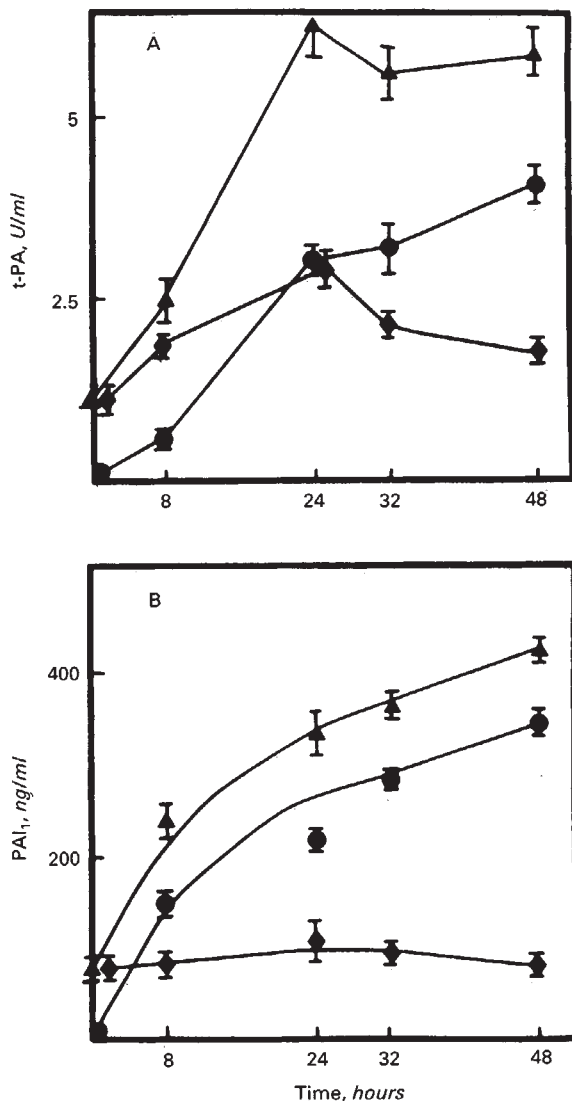 A
t-PA, U/ml
5
2.5
8 24 32 48
B
PAI₁, ng/ml
400
200
8 24 32 48
Time, hours